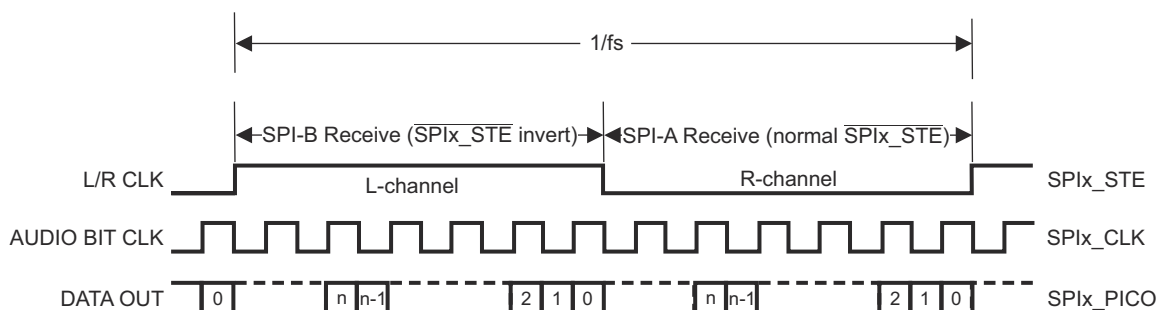 1/fs
SPI-B Receive (SPIx_STE invert) SPI-A Receive (normal SPIx_STE)
L/R CLK L-channel R-channel SPIx_STE
AUDIO BIT CLK SPIx_CLK
DATA OUT 0 n n-1 2 1 0 n n-1 2 1 0 SPIx_PICO